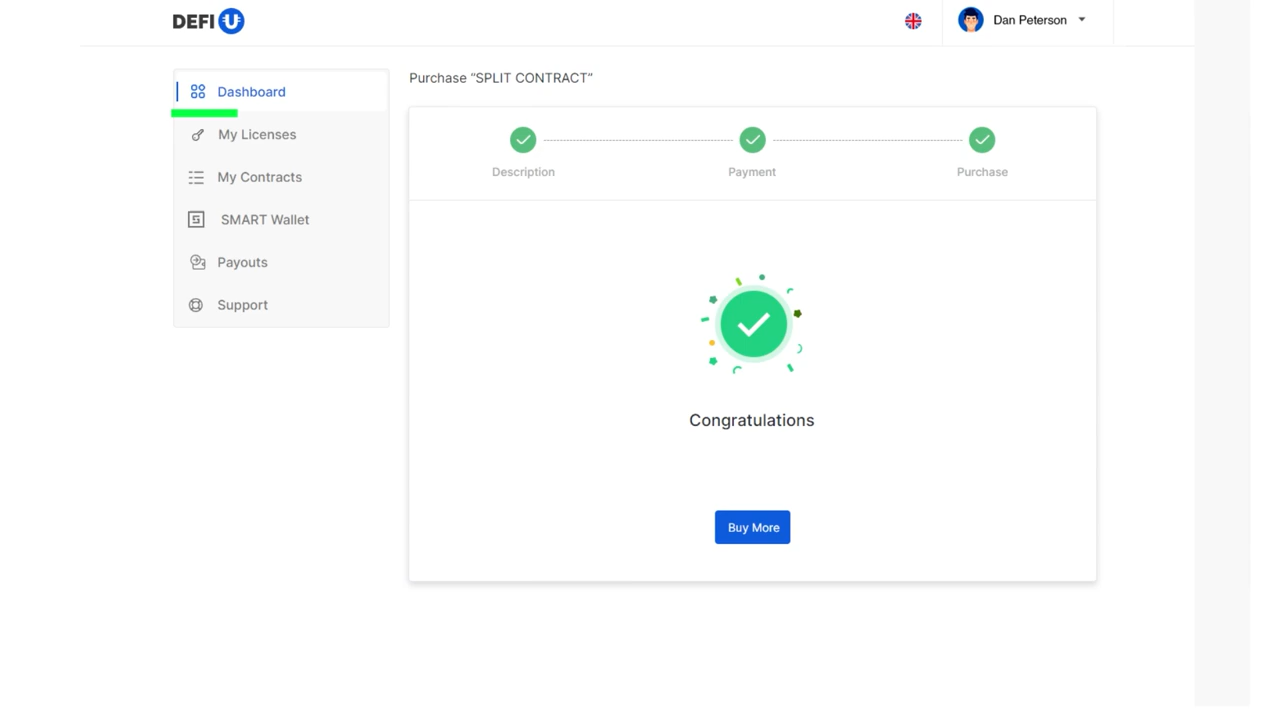 DEFI U
Dan Peterson
Dashboard
My Licenses
My Contracts
SMART Wallet
Payouts
Support
Purchase “SPLIT CONTRACT”
Description
Payment
Purchase
Congratulations
Buy More